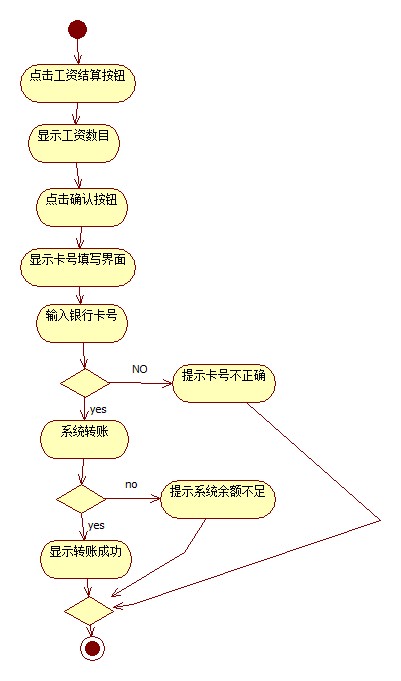 点击工资结算按钮
显示工资数目
点击确认按钮
显示卡号填写界面
输入银行卡号
NO
提示卡号不正确
yes
系统转账
no
提示系统余额不足
yes
显示转账成功